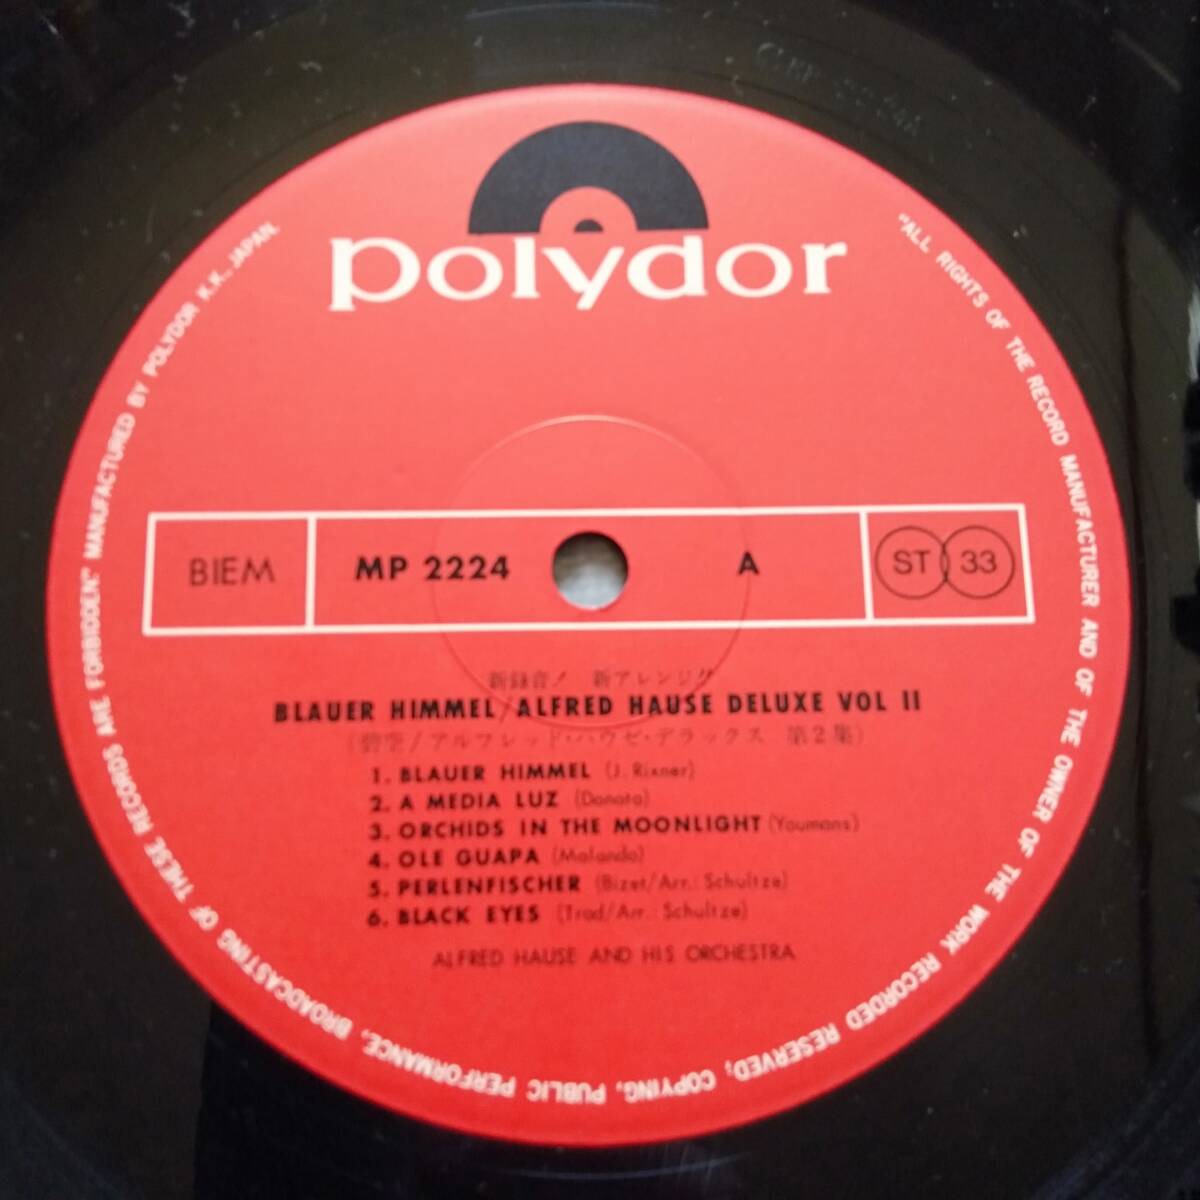 polydor
"ALL RIGHTS OF THE RECORD MANUFACTURER AND OF THE OWNER OF THE WORK RECORDED RESERVED; COPYING, PUBLIC PERFORMANCE, BROADCASTING OF THESE RECORDS ARE FORBIDDEN." MANUFACTURED BY POLYDOR K.K., JAPAN.
BIEM MP 2224 A ST 33
新録音! 新アレンジ!!
BLAUER HIMMEL/ALFRED HAUSE DELUXE VOL II
(碧空/アルフレッド・ハウゼ・デラックス 第2集)
1. BLAUER HIMMEL (J. Rixner)
2. A MEDIA LUZ (Donato)
3. ORCHIDS IN THE MOONLIGHT (Youmans)
4. OLE GUAPA (Malando)
5. PERLENFISCHER (Bizet/Arr.: Schultze)
6. BLACK EYES (Trad/Arr.: Schultze)
ALFRED HAUSE AND HIS ORCHESTRA